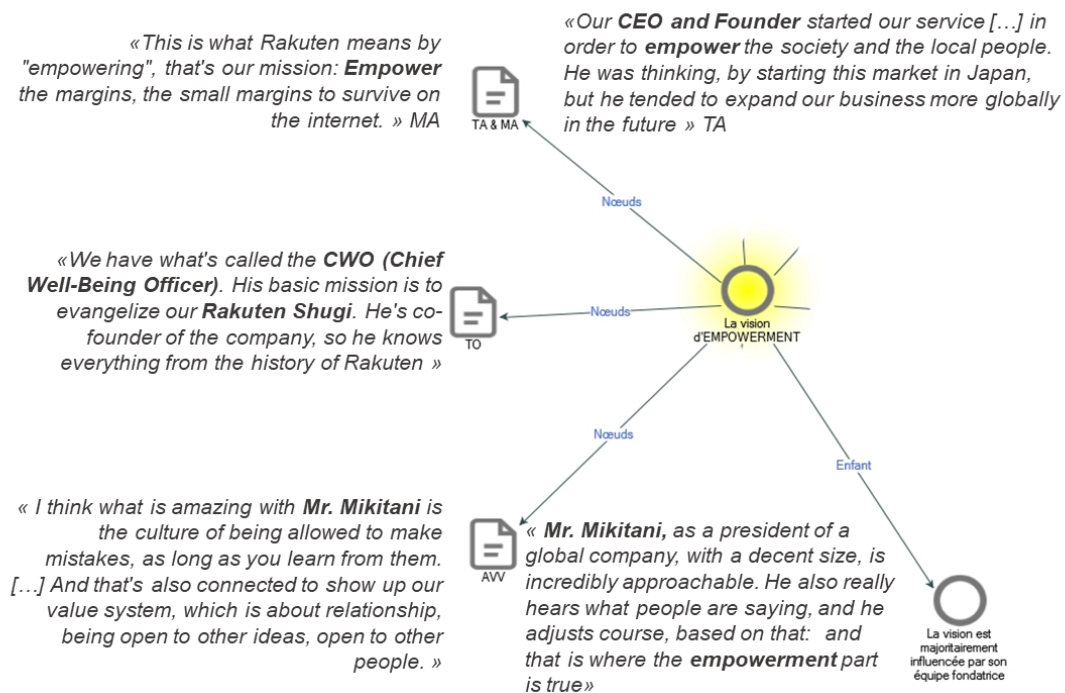 «This is what Rakuten means by
"empowering", that's our mission: Empower
the margins, the small margins to survive on
the internet. » MA
TA & MA
«Our CEO and Founder started our service [...] in
order to empower the society and the local people.
He was thinking, by starting this market in Japan,
but he tended to expand our business more globally
in the future » TA
Nœuds
«We have what's called the CWO (Chief
Well-Being Officer). His basic mission is to
evangelize our Rakuten Shugi. He's co-
founder of the company, so he knows
everything from the history of Rakuten »
TO
Nœuds
La vision
d'EMPOWERMENT
Nœuds
Enfant
« I think what is amazing with Mr. Mikitani is
the culture of being allowed to make
mistakes, as long as you learn from them.
[...] And that's also connected to show up our
value system, which is about relationship,
being open to other ideas, open to other
people. »
AVV
« Mr. Mikitani, as a president of a
global company, with a decent size, is
incredibly approachable. He also really
hears what people are saying, and he
adjusts course, based on that: and
that is where the empowerment part
is true»
La vision est
majoritairement
influencée par son
équipe fondatrice